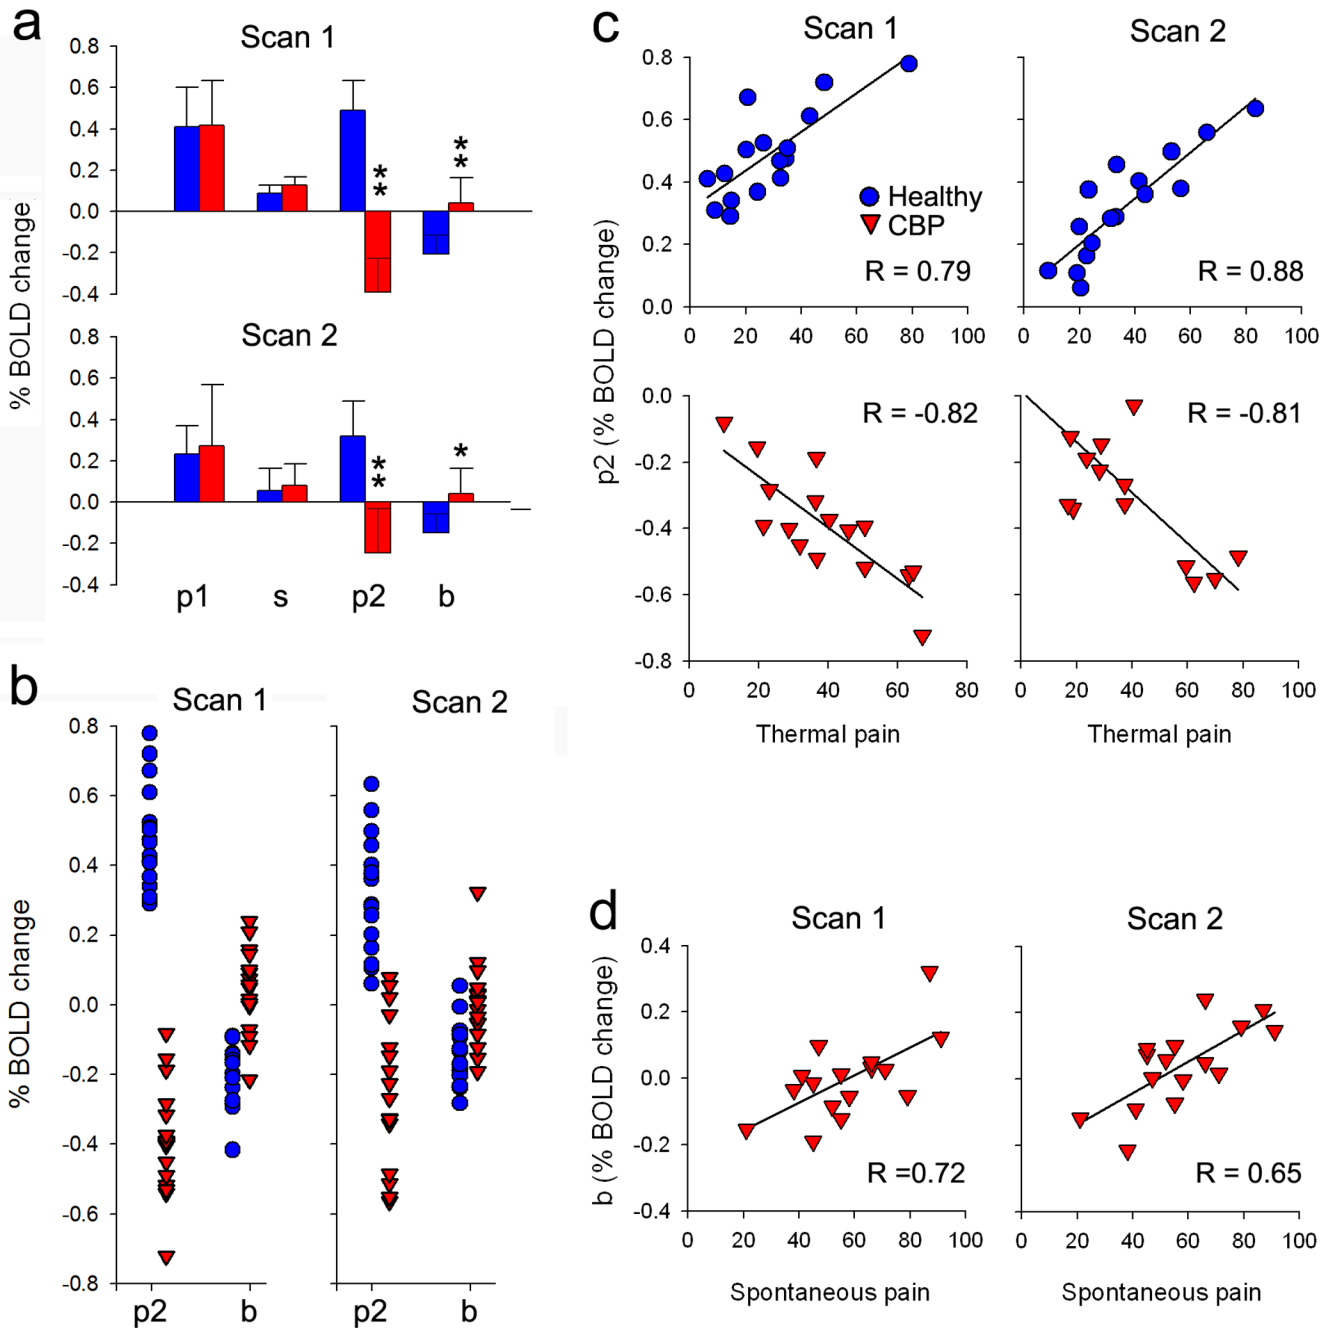 a
Scan 1
0.8
0.6
0.4
0.2
0.0
-0.2
-0.4
**
**
% BOLD change
Scan 2
0.8
0.6
0.4
0.2
0.0
-0.2
-0.4
**
*
p1 s p2 b
b
Scan 1 Scan 2
0.8
0.6
0.4
0.2
0.0
-0.2
-0.4
-0.6
-0.8
% BOLD change
p2 b p2 b
c
Scan 1 Scan 2
0.8
0.6
0.4
0.2
0.0
Healthy
CBP
R = 0.79
R = 0.88
0 20 40 60 80 100
0 20 40 60 80 100
p2 (% BOLD change)
0.0
-0.2
-0.4
-0.6
-0.8
R = -0.82
R = -0.81
0 20 40 60 80
0 20 40 60 80 100
Thermal pain Thermal pain
d
Scan 1 Scan 2
0.4
0.2
0.0
-0.2
-0.4
b (% BOLD change)
R =0.72
R = 0.65
0 20 40 60 80 100
0 20 40 60 80 100
Spontaneous pain Spontaneous pain